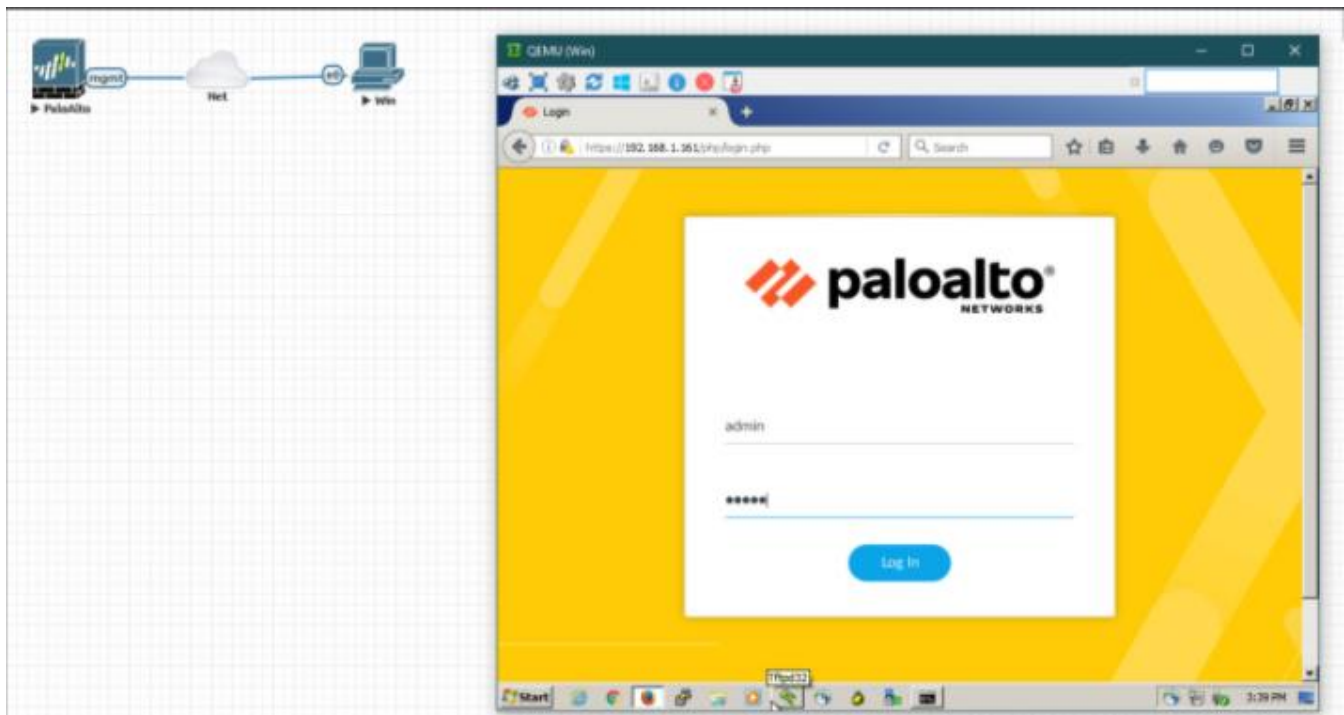 mgmt
PaloAlto
Net
e0
Win
QEMU (Win)
Login
https://192.168.1.161/php/login.php
Search
paloalto®
NETWORKS
admin
•••••
Log In
Tftpd32
Start
3:39 PM